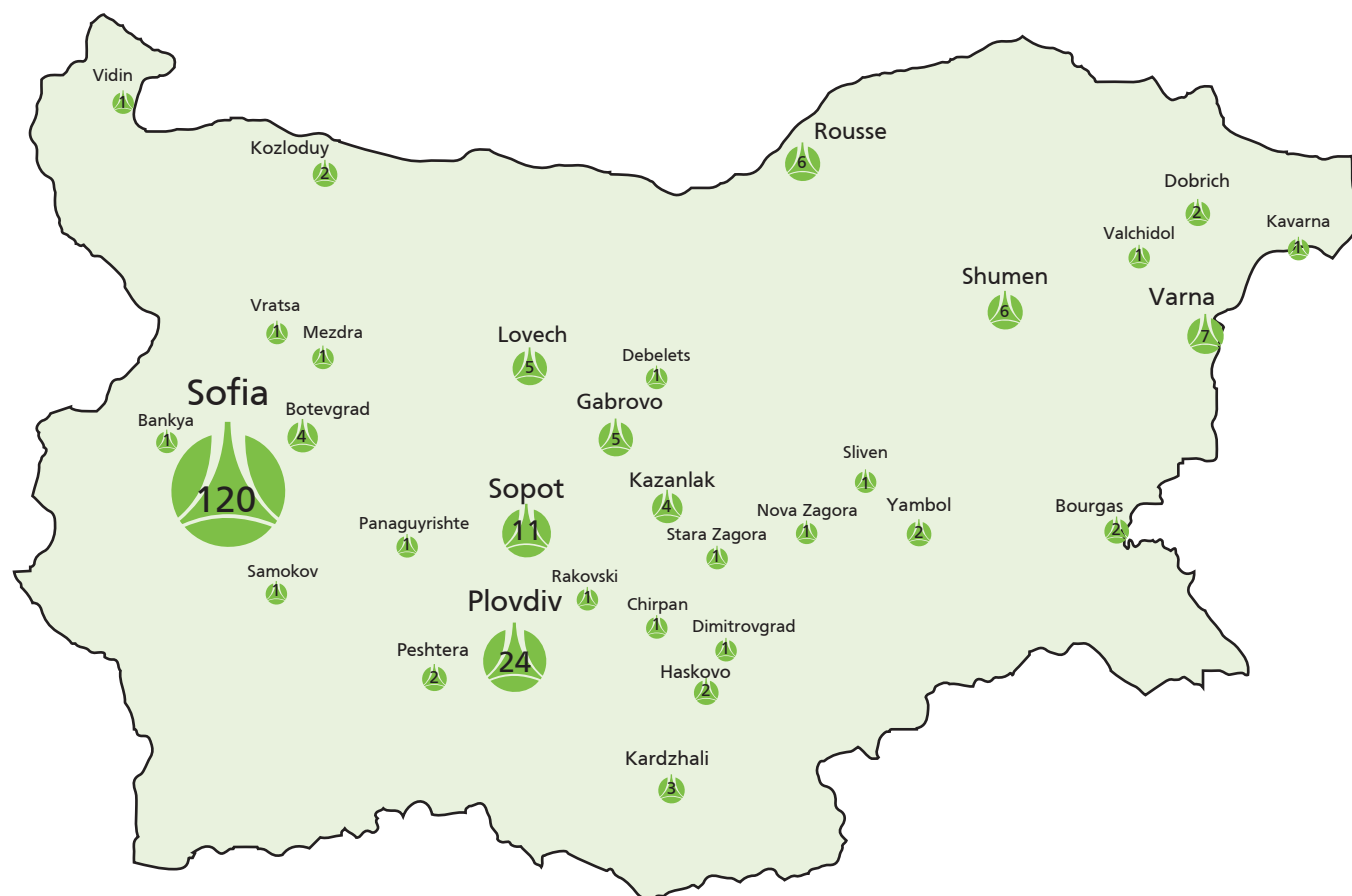 Vidin
1
Kozloduy
2
Rousse
6
Dobrich
2
Kavarna
1
Valchidol
1
Shumen
6
Varna
7
Vratsa
1
Mezdra
1
Lovech
5
Debelets
1
Sofia
120
Bankya
1
Botevgrad
4
Gabrovo
5
Sliven
1
Kazanlak
4
Sopot
11
Nova Zagora
1
Yambol
2
Bourgas
2
Panaguyrishte
1
Stara Zagora
1
Samokov
1
Rakovski
1
Plovdiv
24
Chirpan
1
Dimitrovgrad
1
Peshtera
2
Haskovo
2
Kardzhali
3